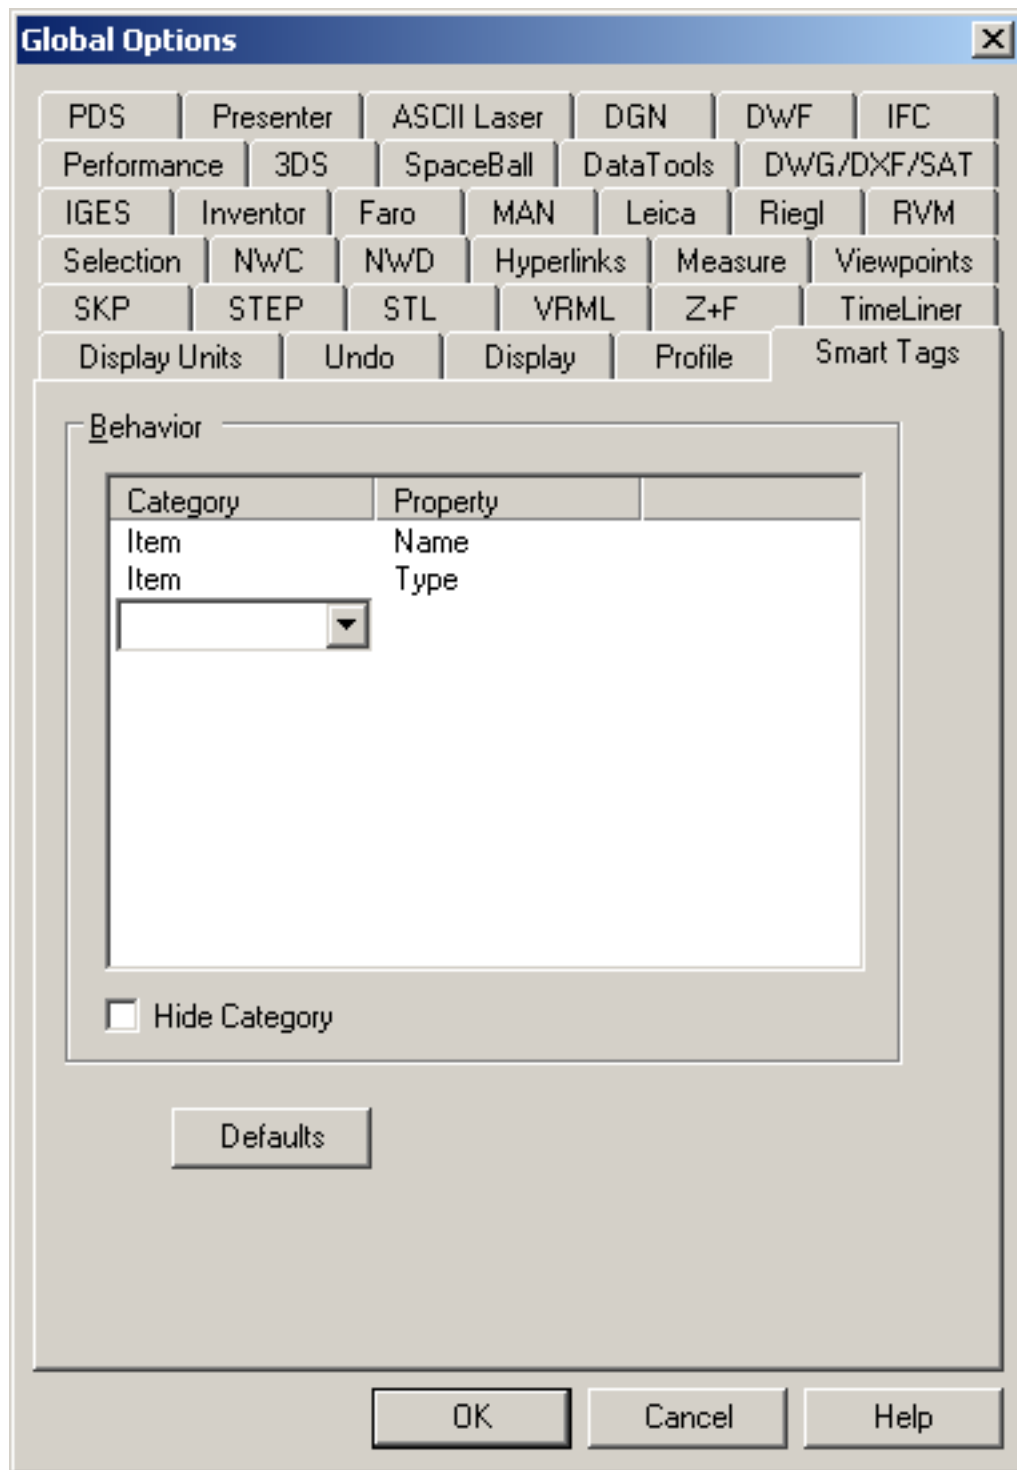 Global Options
PDS Presenter ASCII Laser DGN DWF IFC
Performance 3DS SpaceBall DataTools DWG/DXF/SAT
IGES Inventor Faro MAN Leica Riegl RVM
Selection NWC NWD Hyperlinks Measure Viewpoints
SKP STEP STL VRML Z+F TimeLiner
Display Units Undo Display Profile Smart Tags
Behavior
Category Property
Item Name
Item Type
Hide Category
Defaults
OK Cancel Help